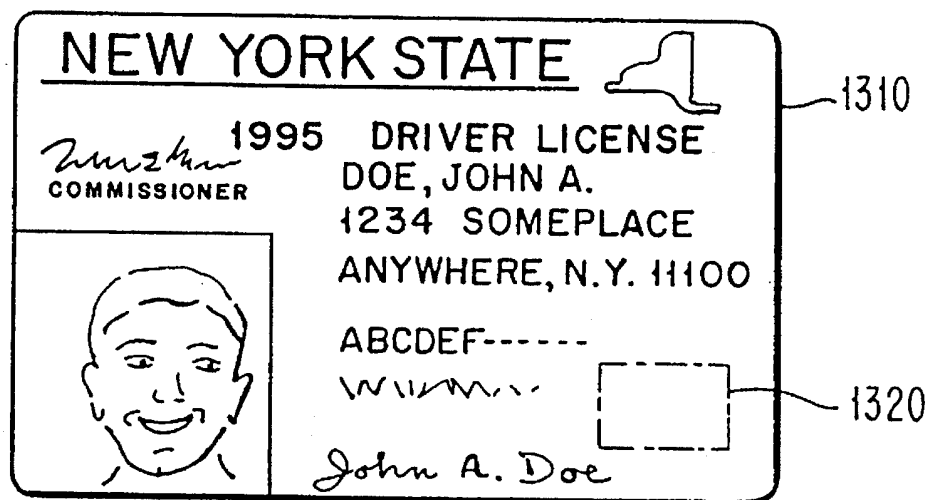 NEW YORK STATE
1310
1995 DRIVER LICENSE
COMMISSIONER
DOE, JOHN A.
1234 SOMEPLACE
ANYWHERE, N.Y. 11100
ABCDEF------
1320
John A. Doe